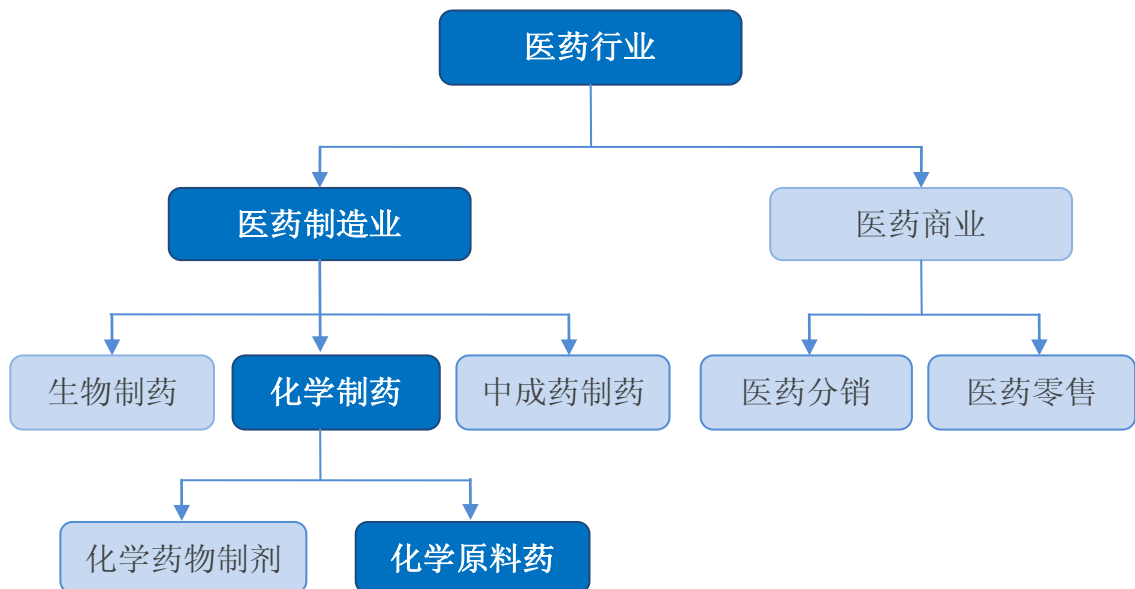 医药行业
医药制造业
医药商业
生物制药
化学制药
中成药制药
医药分销
医药零售
化学药物制剂
化学原料药